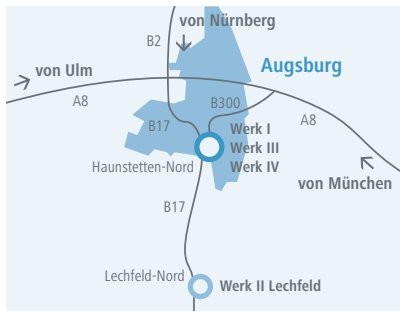 von Nürnberg
B2
von Ulm
Augsburg
A8
B300
B17
A8
Werk I
Werk III
Haunstetten-Nord
Werk IV
von München
B17
Lechfeld-Nord
Werk II Lechfeld